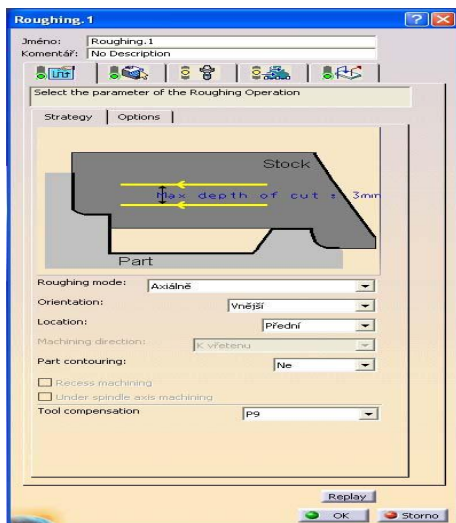 Roughing.1
Jméno: Roughing.1
Komentář: No Description
Select the parameter of the Roughing Operation
Strategy Options
Stock
Max depth of cut : 3mm
Part
Roughing mode: Axiálně
Orientation: Vnější
Location: Přední
Machining direction: K vřetenu
Part contouring: Ne
Recess machining
Under spindle axis machining
Tool compensation P9
Replay
OK Storno